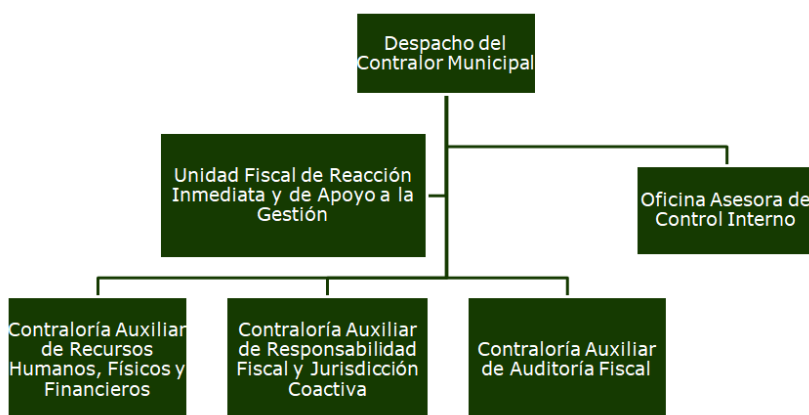 Despacho del
Contralor Municipal
Unidad Fiscal de Reacción
Inmediata y de Apoyo a la
Gestión
Oficina Asesora de
Control Interno
Contraloría Auxiliar
de Recursos
Humanos, Físicos y
Financieros
Contraloría Auxiliar
de Responsabilidad
Fiscal y Jurisdicción
Coactiva
Contraloría Auxiliar
de Auditoría Fiscal